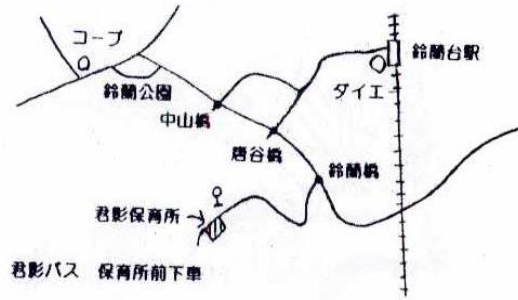 コープ
鈴蘭台駅
鈴蘭公園
ダイエ
中山橋
唐谷橋
鈴蘭橋
君影保育所→
君影バス 保育所前下車